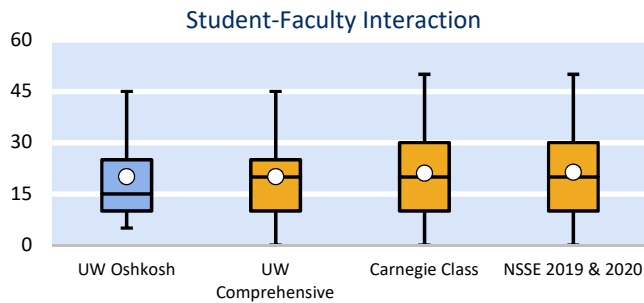 Student-Faculty Interaction
60
45
30
15
0
UW Oshkosh
UW
Comprehensive
Carnegie Class
NSSE 2019 & 2020